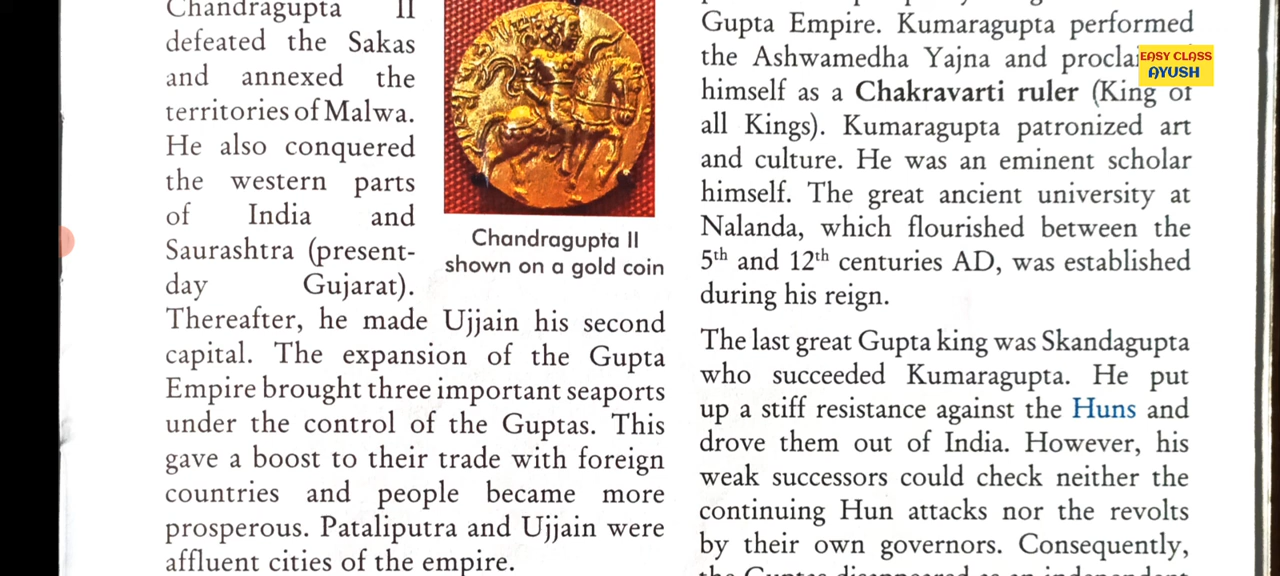 Chandragupta II
defeated the Sakas
and annexed the
territories of Malwa.
He also conquered
the western parts
of India and
Saurashtra (present-
day Gujarat).
Thereafter, he made Ujjain his second
capital. The expansion of the Gupta
Empire brought three important seaports
under the control of the Guptas. This
gave a boost to their trade with foreign
countries and people became more
prosperous. Pataliputra and Ujjain were
affluent cities of the empire.
Chandragupta II
shown on a gold coin
Gupta Empire. Kumaragupta performed
the Ashwamedha Yajna and
himself as a Chakravarti ruler (King of
all Kings). Kumaragupta patronized art
and culture. He was an eminent scholar
himself. The great ancient university at
Nalanda, which flourished between the
5th and 12th centuries AD, was established
during his reign.
The last great Gupta king was Skandagupta
who succeeded Kumaragupta. He put
up a stiff resistance against the Huns and
drove them out of India. However, his
weak successors could check neither the
continuing Hun attacks nor the revolts
by their own governors. Consequently,
EASY CLASS
AYUSH